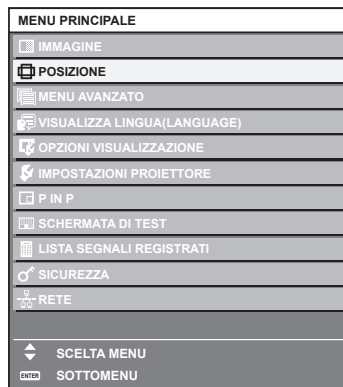 MENU PRINCIPALE
IMMAGINE
POSIZIONE
MENU AVANZATO
VISUALIZZA LINGUA(LANGUAGE)
OPZIONI VISUALIZZAZIONE
IMPOSTAZIONI PROIETTORE
P IN P
SCHERMATA DI TEST
LISTA SEGNALI REGISTRATI
SICUREZZA
RETE
SCELTA MENU
ENTER SOTTOMENU